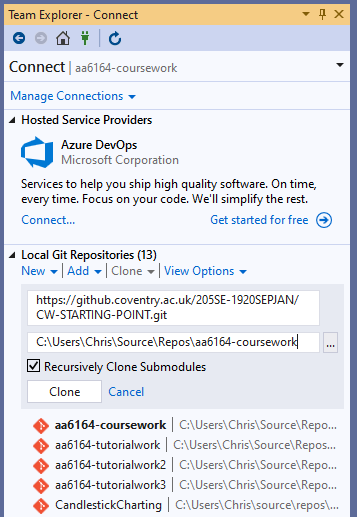 Team Explorer - Connect
Connect | aa6164-coursework
Manage Connections
Hosted Service Providers
Azure DevOps
Microsoft Corporation
Services to help you ship high quality software. On time,
every time. Focus on your code. We'll simplify the rest.
Connect... Get started for free
Local Git Repositories (13)
New | Add | Clone | View Options
https://github.coventry.ac.uk/205SE-1920SEPJAN/
CW-STARTING-POINT.git
C:\Users\Chris\Source\Repos\aa6164-coursework ...
Recursively Clone Submodules
Clone Cancel
aa6164-coursework | C:\Users\Chris\Source\Repos...
aa6164-tutorialwork | C:\Users\Chris\Source\Repo...
aa6164-tutorialwork2 | C:\Users\Chris\Source\Rep...
aa6164-tutorialwork3 | C:\Users\Chris\Source\Rep...
CandlestickCharting | C:\Users\Chris\source\repos\...